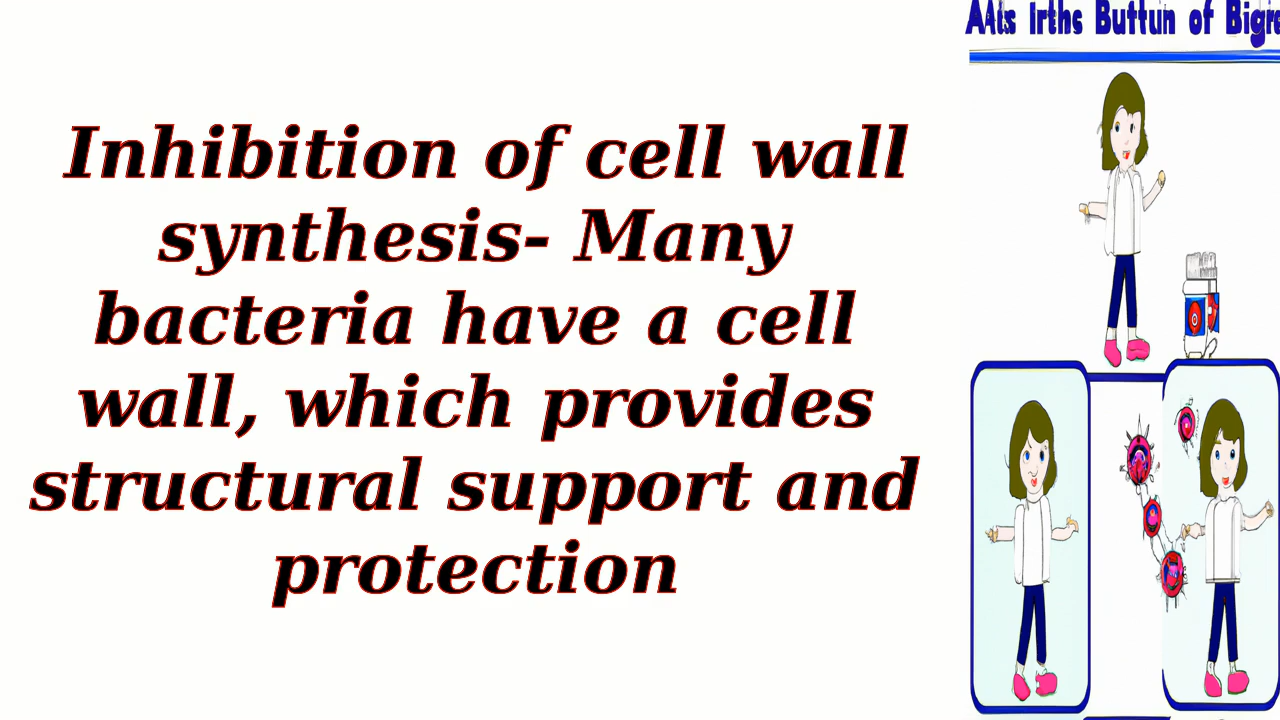 Inhibition of cell wall
synthesis- Many
bacteria have a cell
wall, which provides
structural support and
protection